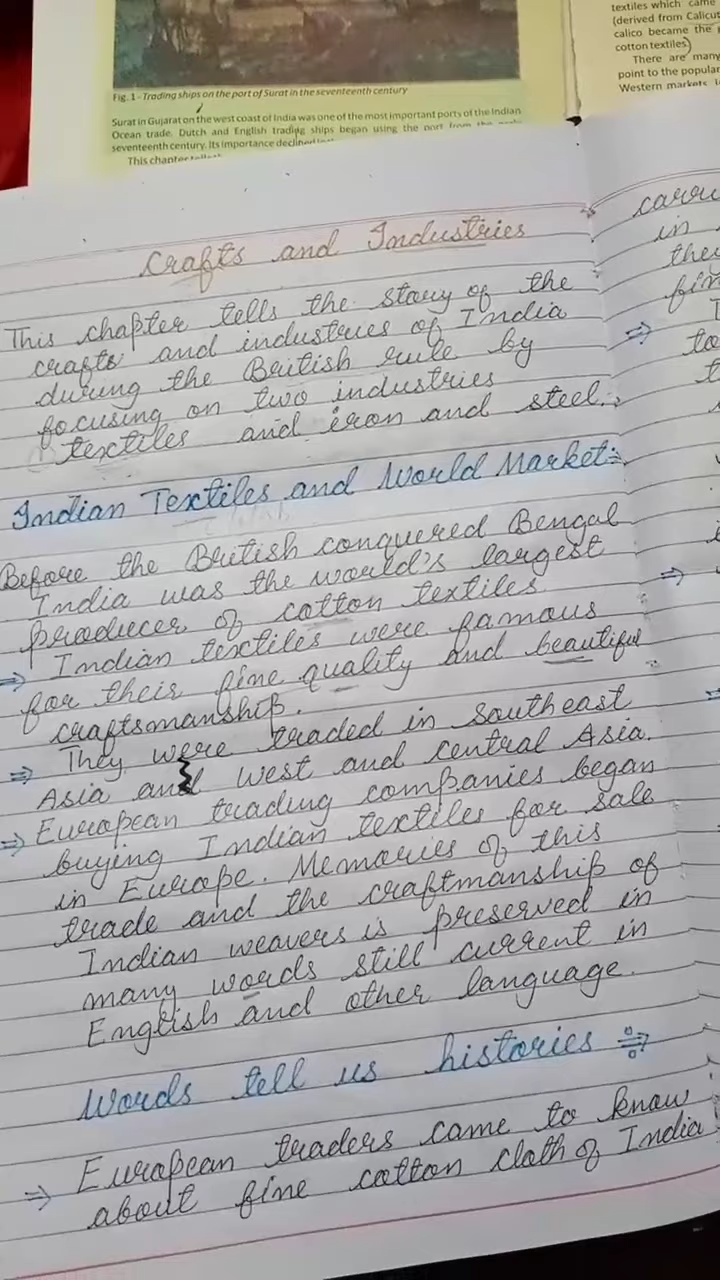 Fig. 1 - Trading ships on the port of Surat in the seventeenth century
Surat in Gujarat on the west coast of India was one of the most important ports of the Indian
Ocean trade. Dutch and English trading ships began using the port from the early
seventeenth century. Its importance declined
This chapter
textiles which came
(derived from Calicut
calico became the
cotton textiles)
There are many
point to the popular
Western markets.
Crafts and Industries
This chapter tells the story of the
crafts and industries of India
during the British rule by
focusing on two industries
textiles and iron and steel.
Indian Textiles and World Market:-
Before the British conquered Bengal
India was the world's largest
producer of cotton textiles.
⇒ Indian textiles were famous
for their fine quality and beautiful
craftsmanship.
⇒ They were traded in southeast
Asia and west and central Asia.
⇒ European trading companies began
buying Indian textiles for sale
in Europe. Memories of this
trade and the craftmanship of
Indian weavers is preserved in
many words still current in
English and other language.
Words tell us histories ÷
⇒ European traders came to know
about fine cotton cloth of India
in
to